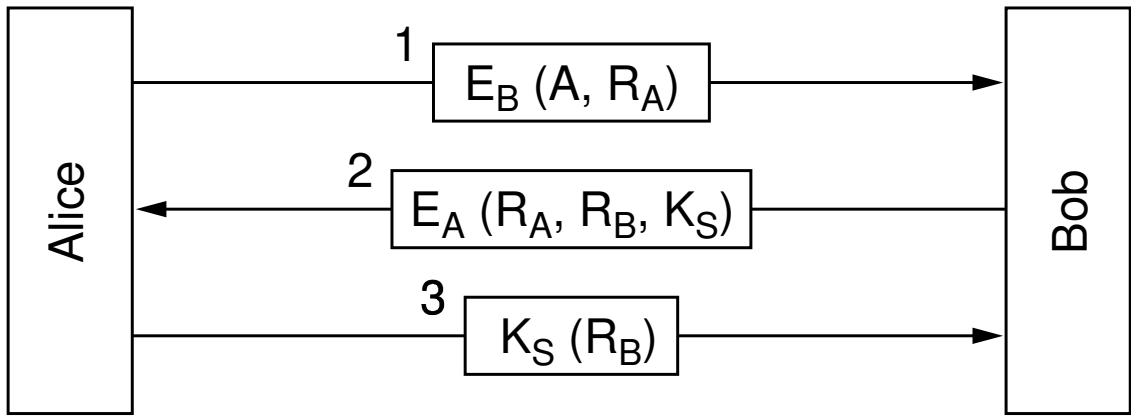 Alice
1
E_B (A, R_A)
2
E_A (R_A, R_B, K_S)
3
K_S (R_B)
Bob